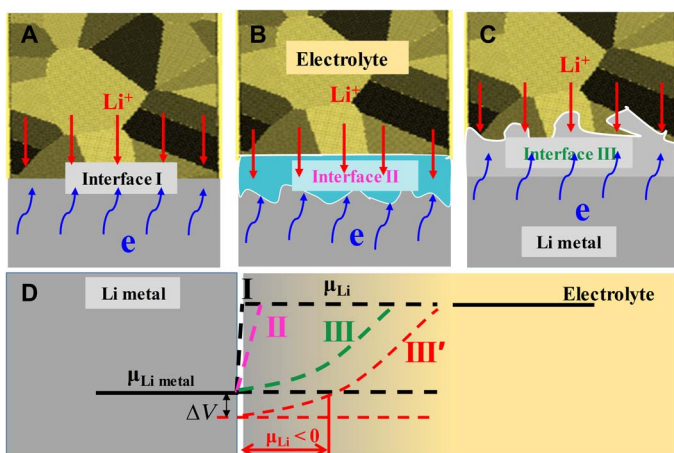 A
Li⁺
Interface I
e
B
Electrolyte
Li⁺
Interface II
e
C
Li⁺
Interface III
e
Li metal
D
Li metal
I
μLi
Electrolyte
II
III
III′
μLi metal
ΔV
μLi < 0